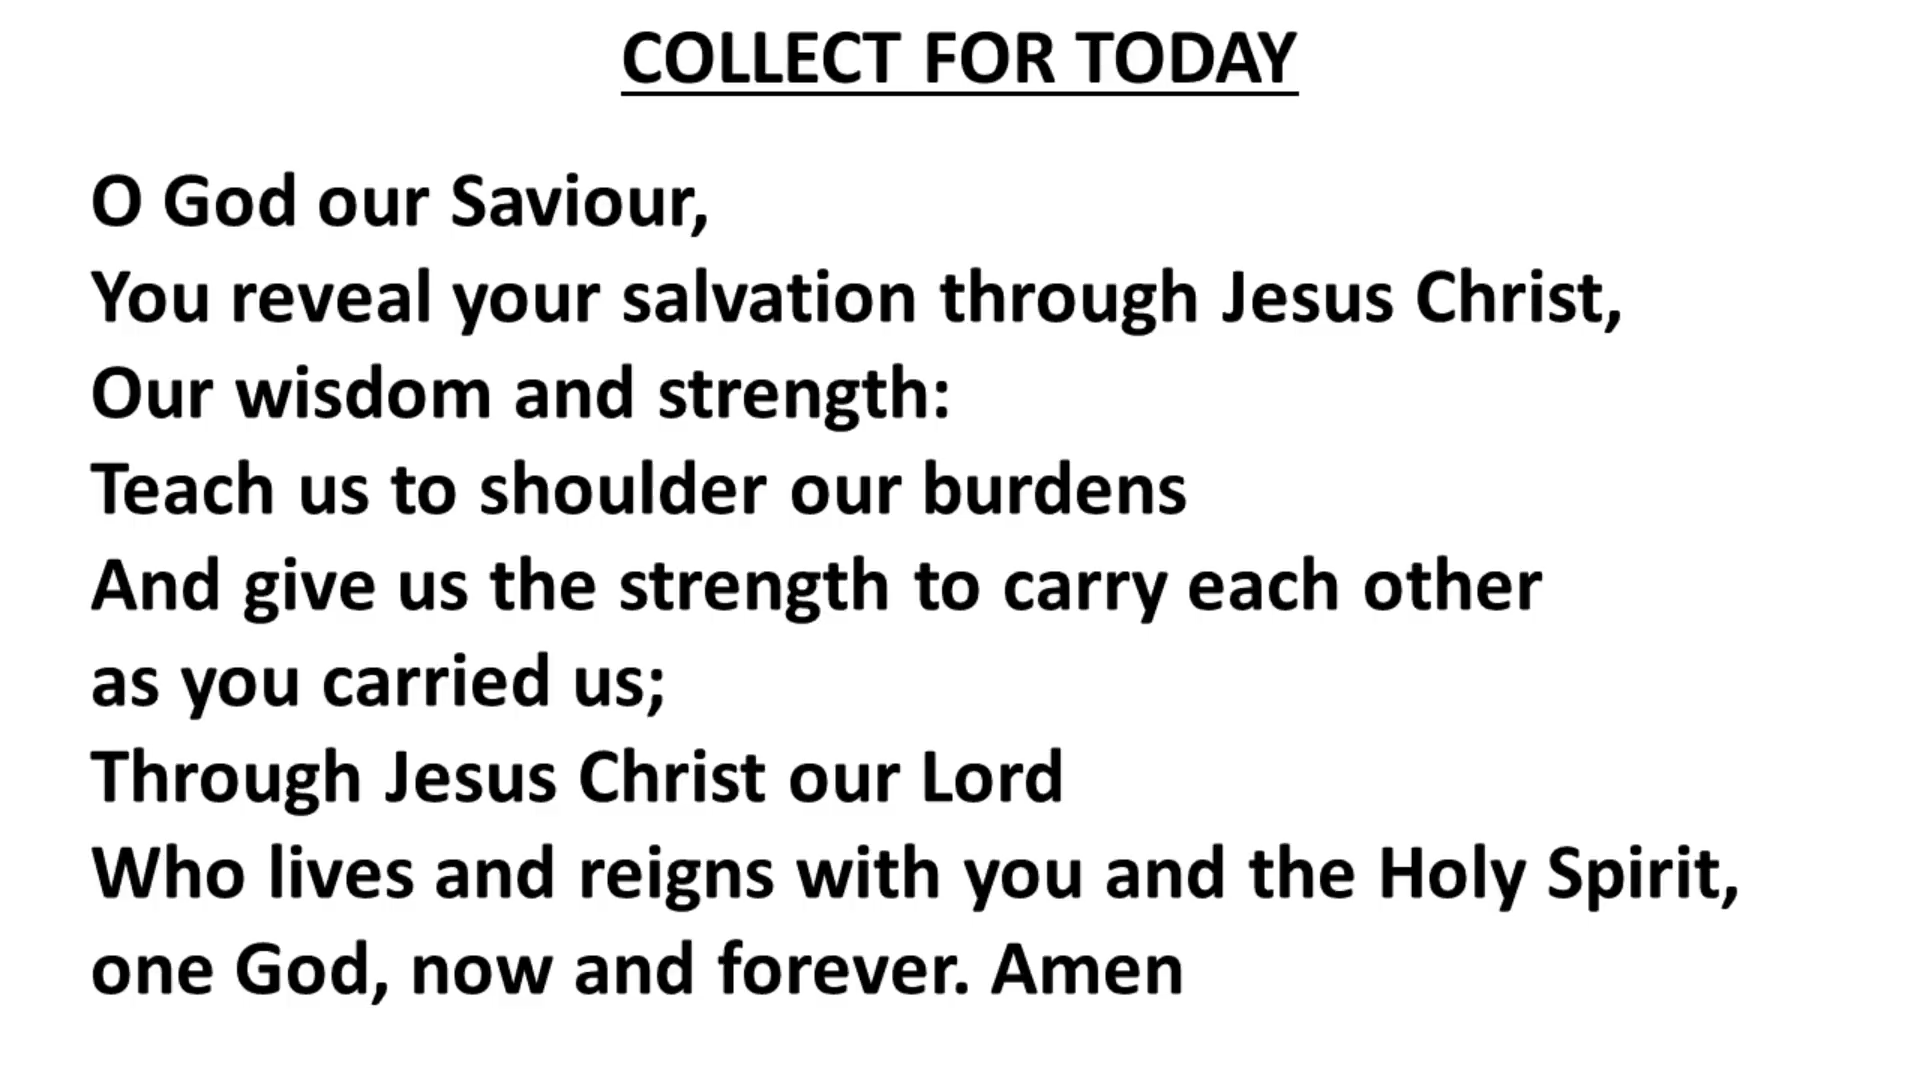 COLLECT FOR TODAY
O God our Saviour,
You reveal your salvation through Jesus Christ,
Our wisdom and strength:
Teach us to shoulder our burdens
And give us the strength to carry each other
as you carried us;
Through Jesus Christ our Lord
Who lives and reigns with you and the Holy Spirit,
one God, now and forever. Amen